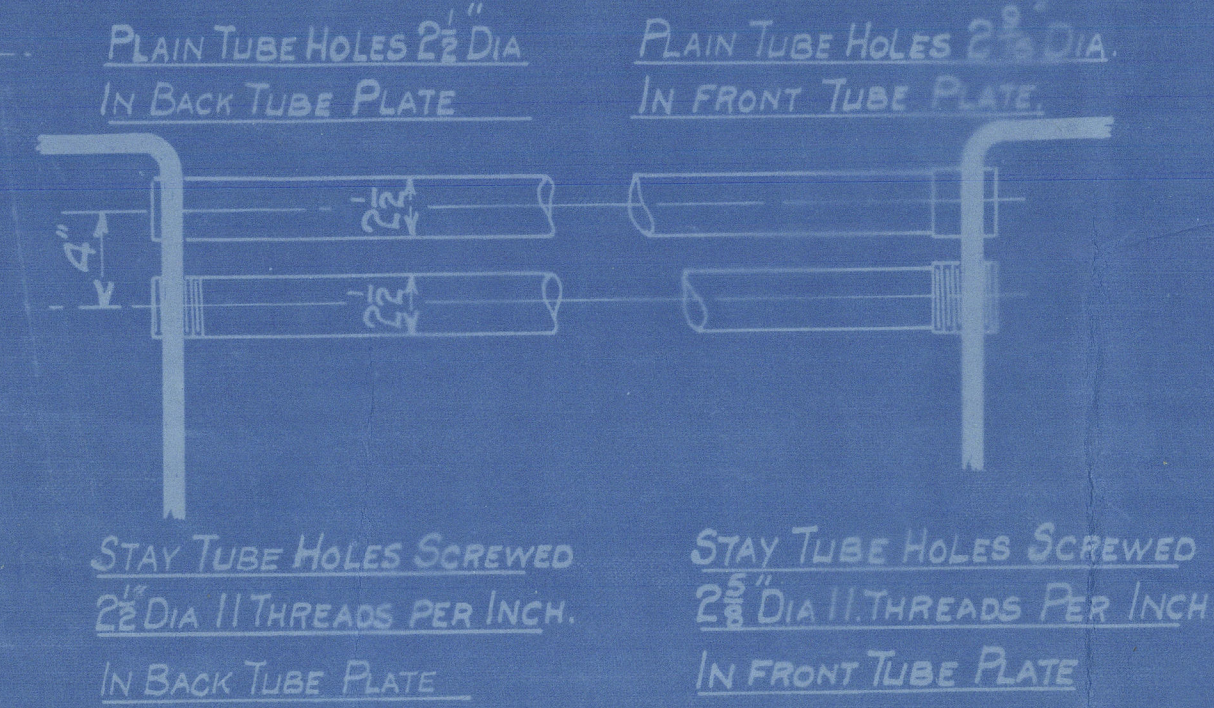 PLAIN TUBE HOLES 2½" DIA
IN BACK TUBE PLATE
PLAIN TUBE HOLES 2 9/16" DIA.
IN FRONT TUBE PLATE.
4"
2½
2½
STAY TUBE HOLES SCREWED
2½" DIA 11 THREADS PER INCH.
IN BACK TUBE PLATE
STAY TUBE HOLES SCREWED
2⅝" DIA 11. THREADS PER INCH
IN FRONT TUBE PLATE